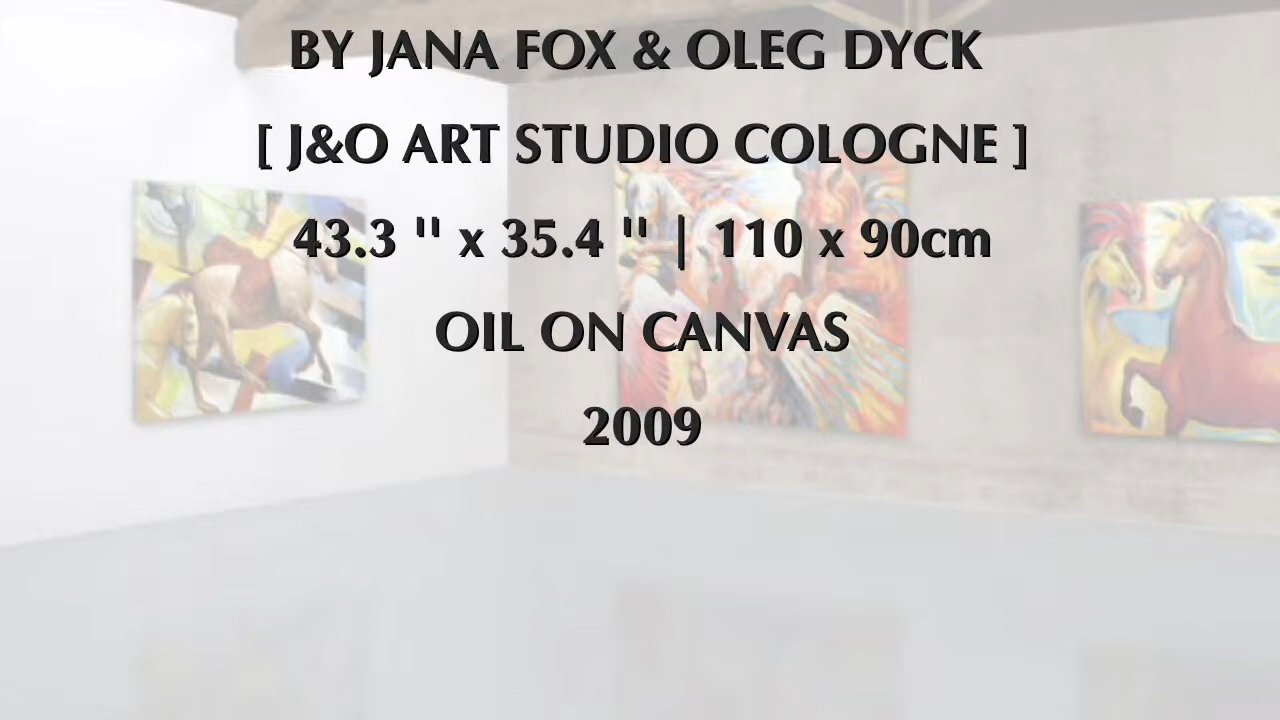 BY JANA FOX & OLEG DYCK
[ J&O ART STUDIO COLOGNE ]
43.3 '' x 35.4 '' | 110 x 90cm
OIL ON CANVAS
2009